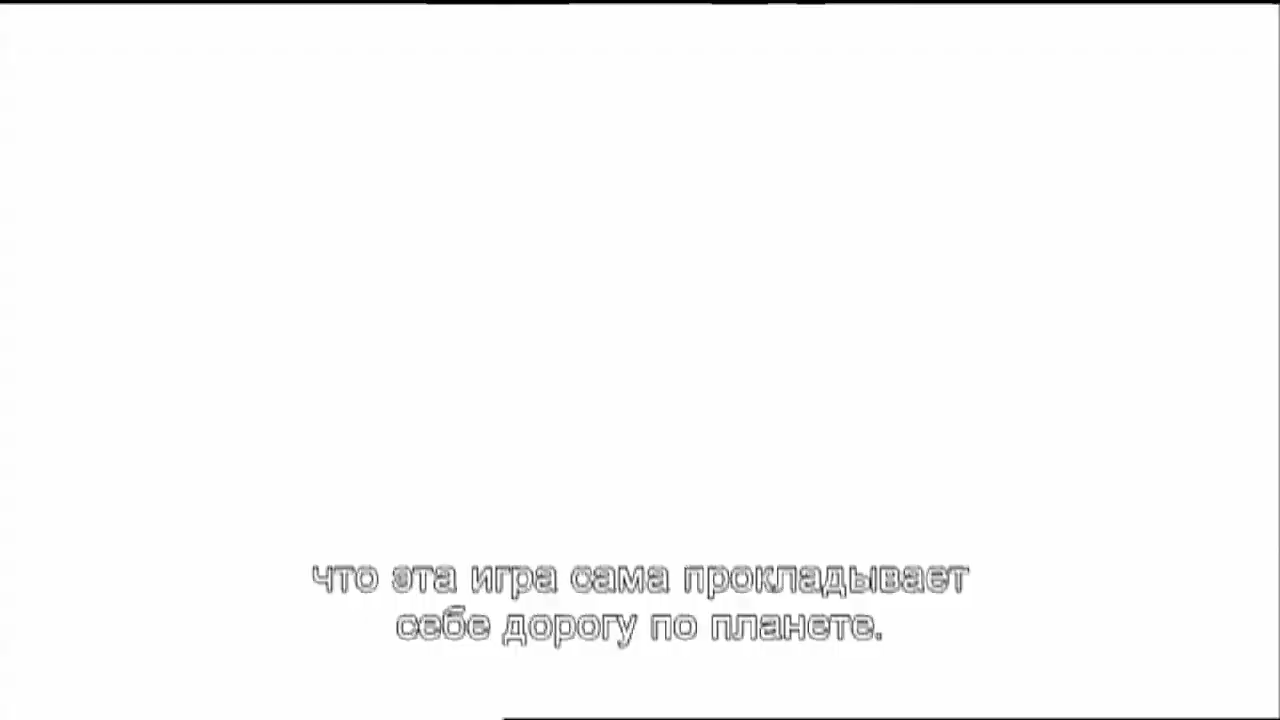 что эта игра сама прокладывает
себе дорогу по планете.